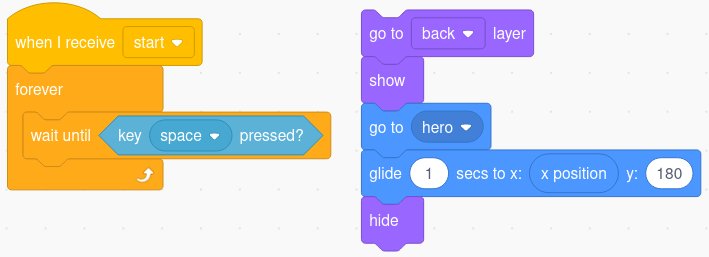 when I receive start
forever
wait until key space pressed?
go to back layer
show
go to hero
glide 1 secs to x: x position y: 180
hide